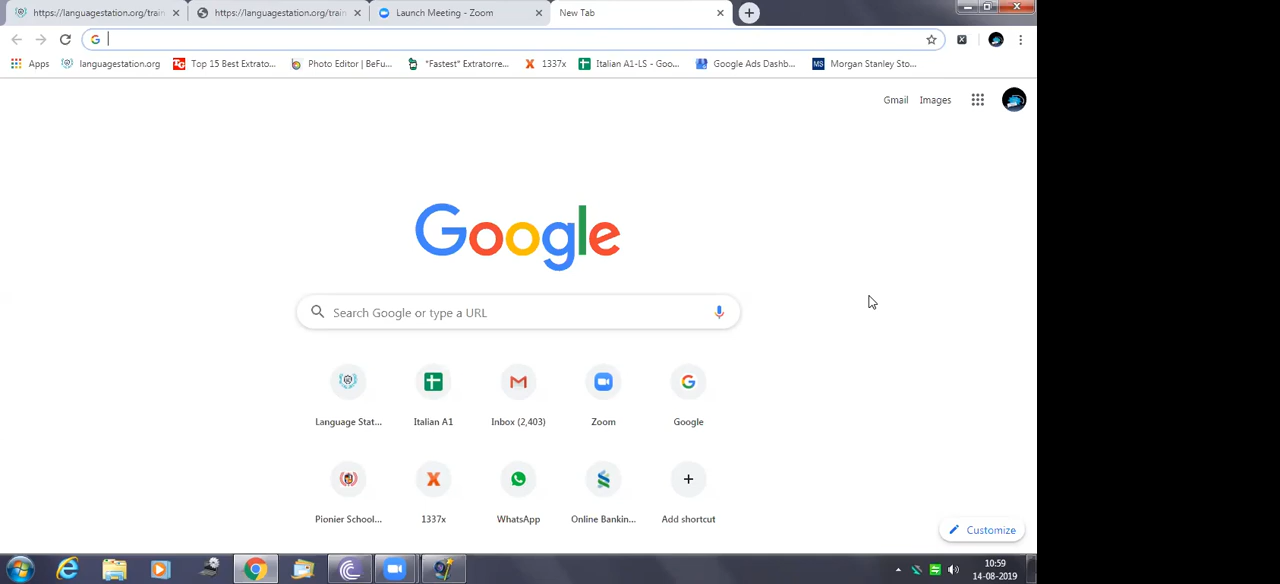 https://languagestation.org/train
https://languagestation.org/train
Launch Meeting - Zoom
New Tab
Apps
languagestation.org
Top 15 Best Extrato...
Photo Editor | BeFu...
*Fastest* Extratorre...
1337x
Italian A1-LS - Goo...
Google Ads Dashb...
MS
Morgan Stanley Sto...
Gmail
Images
Google
Search Google or type a URL
Language Stat...
Italian A1
Inbox (2,403)
Zoom
Google
Pionier School...
1337x
WhatsApp
Online Bankin...
Add shortcut
Customize
10:59
14-08-2019